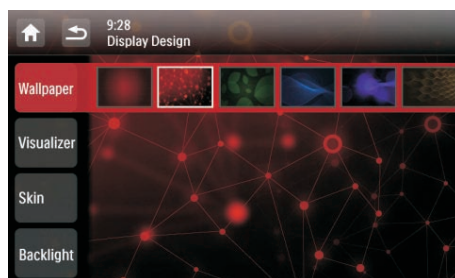 9:28
Display Design
Wallpaper
Visualizer
Skin
Backlight